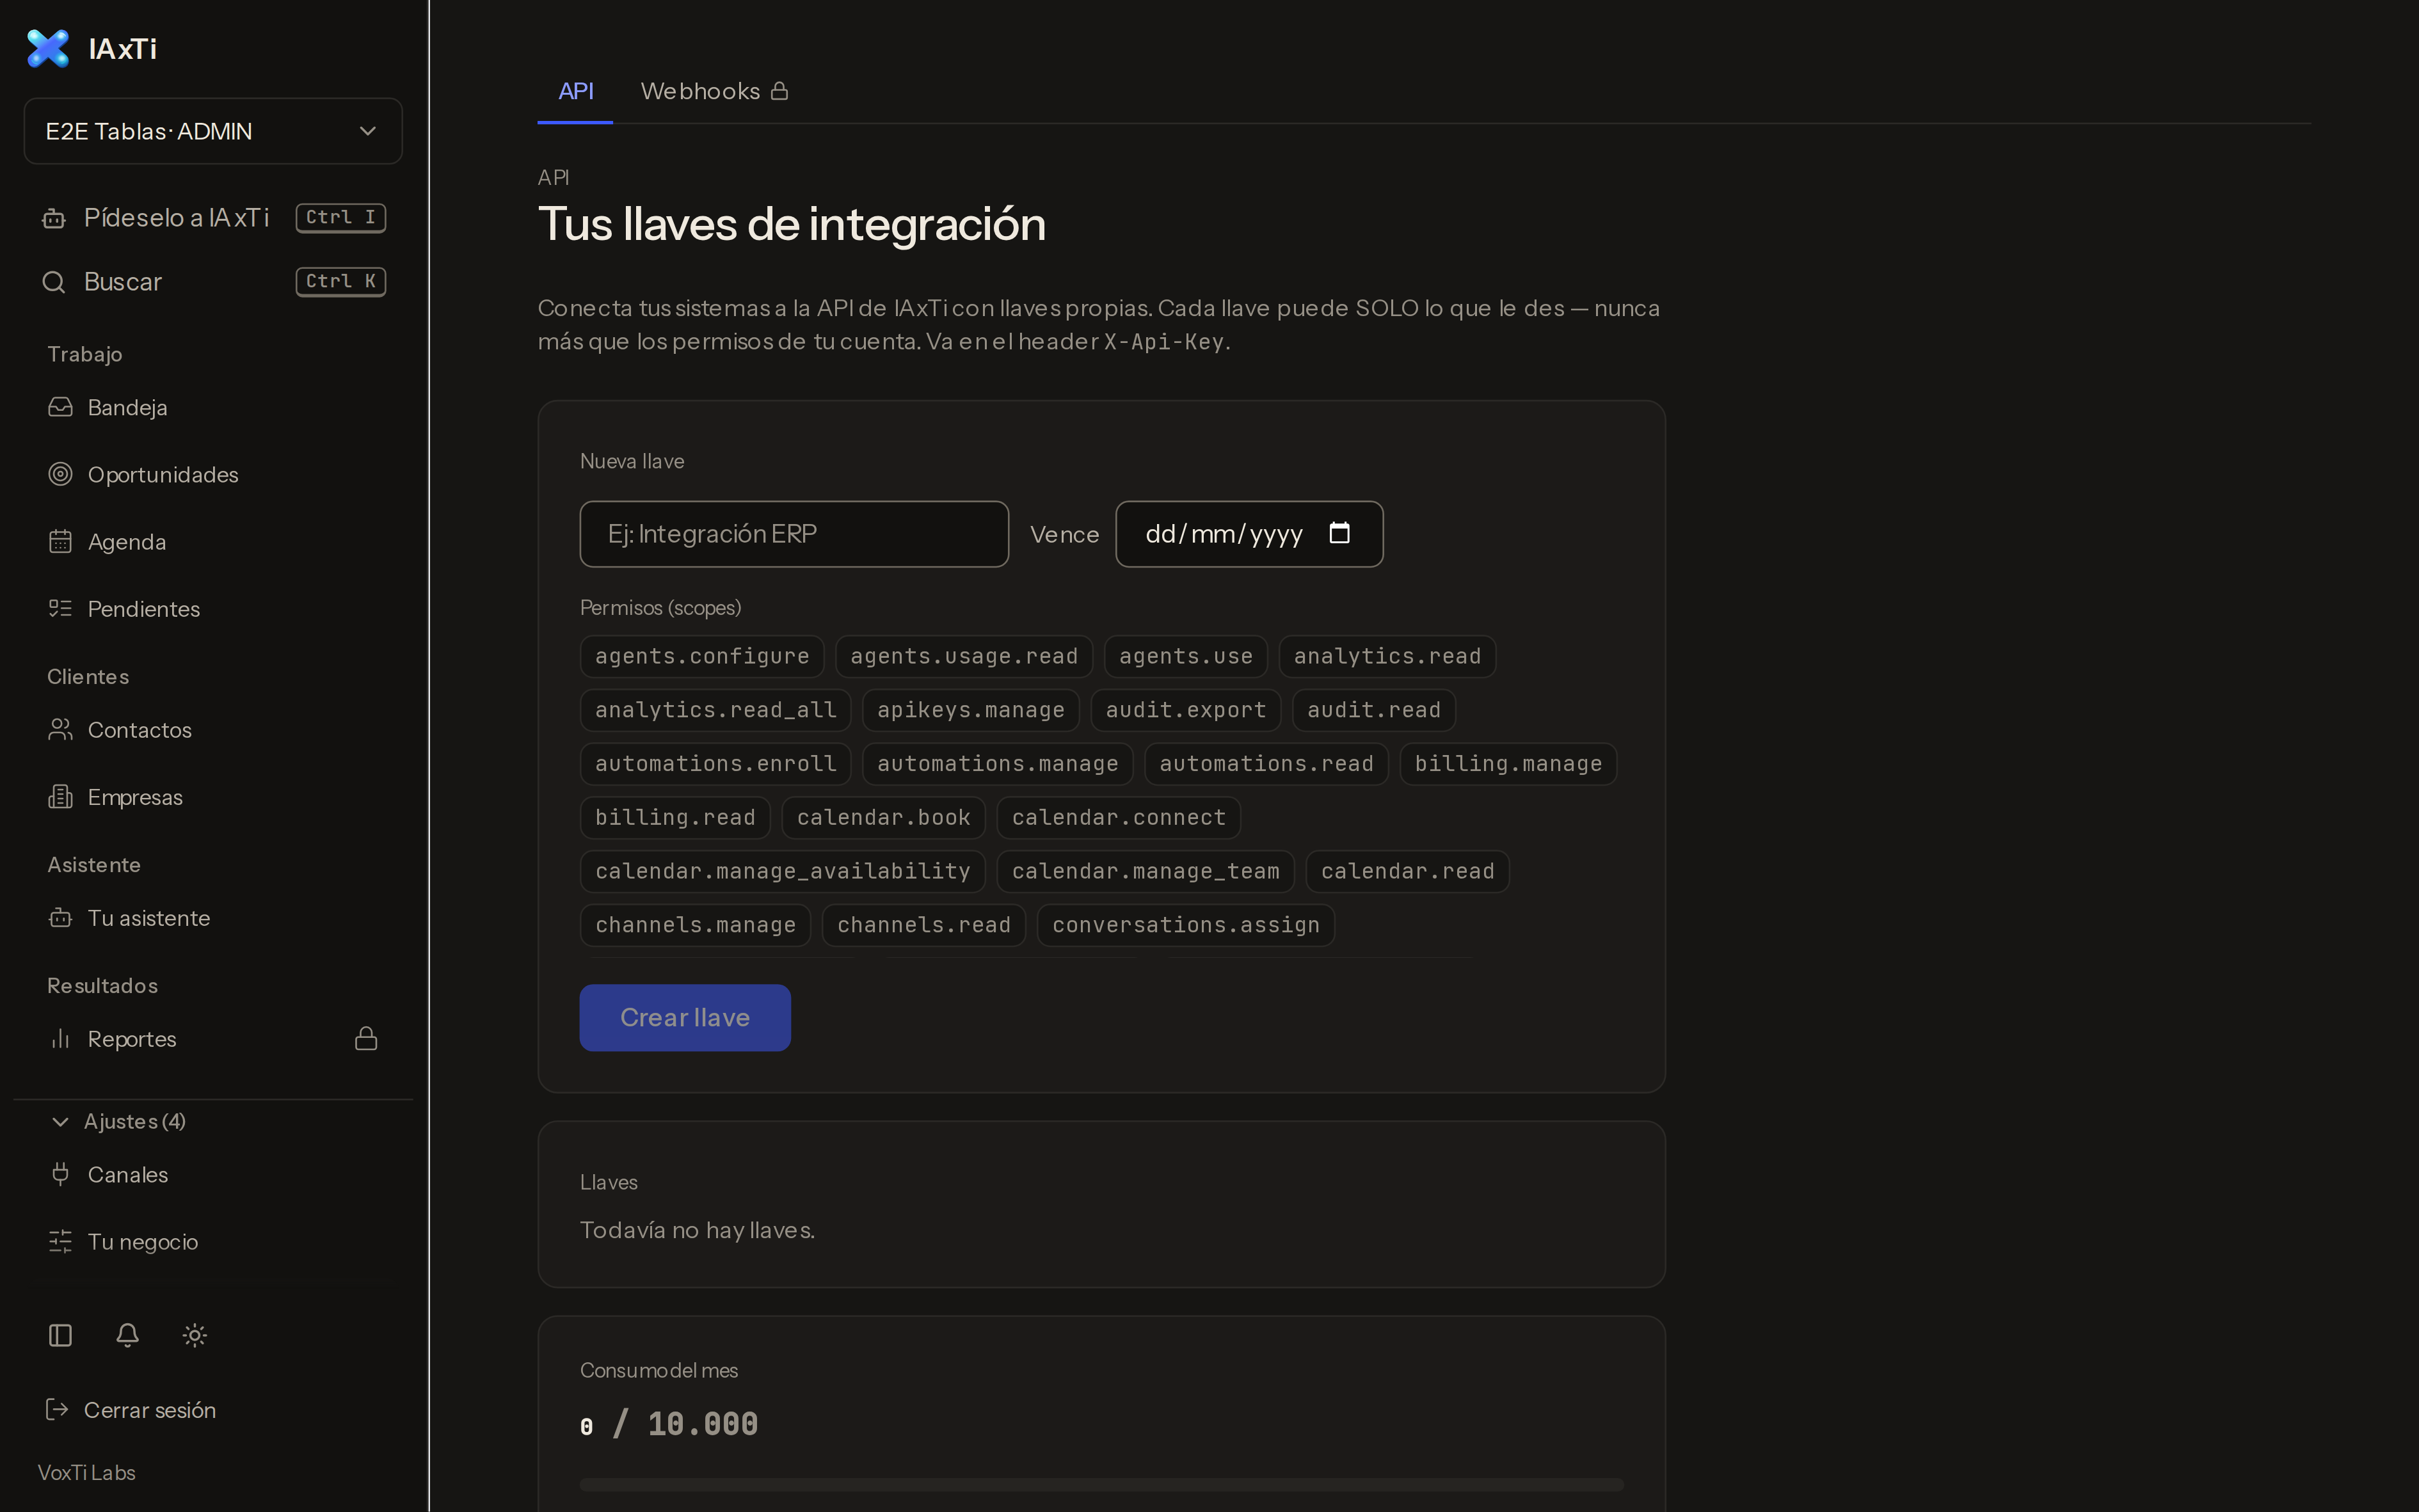 IAxTi
E2E Tablas · ADMIN
Pídeselo a IAxTi Ctrl I
Buscar Ctrl K
Trabajo
Bandeja
Oportunidades
Agenda
Pendientes
Clientes
Contactos
Empresas
Asistente
Tu asistente
Resultados
Reportes
Ajustes (4)
Canales
Tu negocio
Cerrar sesión
VoxTi Labs
API Webhooks
API
Tus llaves de integración
Conecta tus sistemas a la API de IAxTi con llaves propias. Cada llave puede SOLO lo que le des — nunca
más que los permisos de tu cuenta. Va en el header X-Api-Key.
Nueva llave
Ej: Integración ERP Vence dd/mm/yyyy
Permisos (scopes)
agents.configure agents.usage.read agents.use analytics.read
analytics.read_all apikeys.manage audit.export audit.read
automations.enroll automations.manage automations.read billing.manage
billing.read calendar.book calendar.connect
calendar.manage_availability calendar.manage_team calendar.read
channels.manage channels.read conversations.assign
Crear llave
Llaves
Todavía no hay llaves.
Consumo del mes
0 / 10.000